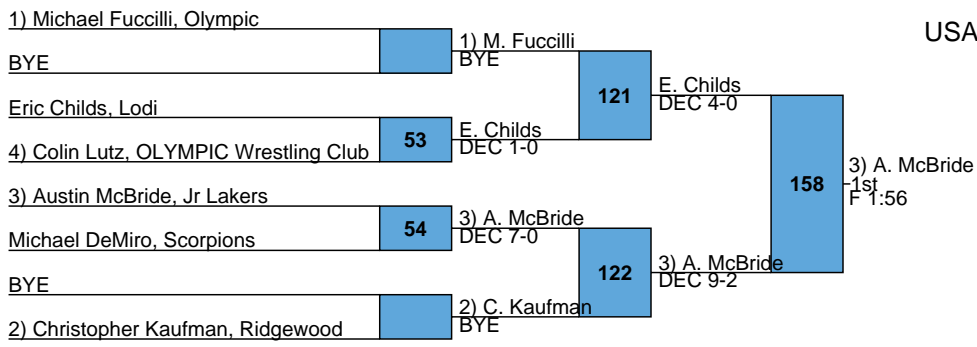 1) Michael Fuccilli, Olympic
USA
1) M. Fuccilli
BYE
BYE
121
E. Childs
DEC 4-0
Eric Childs, Lodi
53
E. Childs
DEC 1-0
4) Colin Lutz, OLYMPIC Wrestling Club
158
3) A. McBride
1st
F 1:56
3) Austin McBride, Jr Lakers
54
3) A. McBride
DEC 7-0
Michael DeMiro, Scorpions
122
3) A. McBride
DEC 9-2
BYE
2) C. Kaufman
BYE
2) Christopher Kaufman, Ridgewood